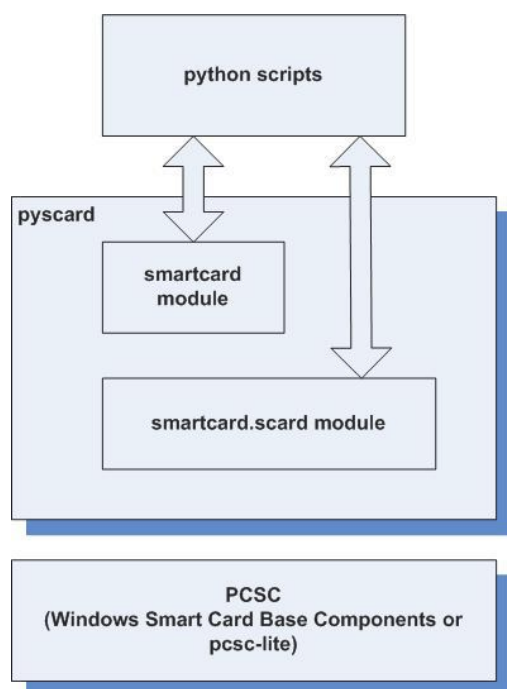 python scripts
pyscard
smartcard
module
smartcard.scard module
PCSC
(Windows Smart Card Base Components or
pcsc-lite)